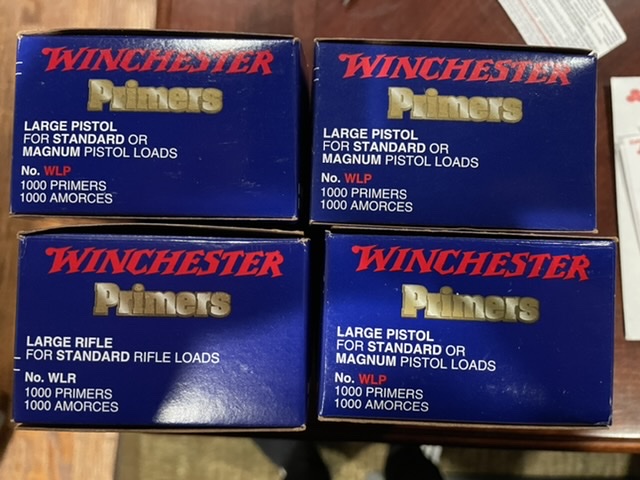 WINCHESTER
Primers
LARGE PISTOL
FOR STANDARD OR
MAGNUM PISTOL LOADS
No. WLP
1000 PRIMERS
1000 AMORCES
WINCHESTER
Primers
LARGE PISTOL
FOR STANDARD OR
MAGNUM PISTOL LOADS
No. WLP
1000 PRIMERS
1000 AMORCES
WINCHESTER
Primers
LARGE RIFLE
FOR STANDARD RIFLE LOADS
No. WLR
1000 PRIMERS
1000 AMORCES
WINCHESTER
Primers
LARGE PISTOL
FOR STANDARD OR
MAGNUM PISTOL LOADS
No. WLP
1000 PRIMERS
1000 AMORCES